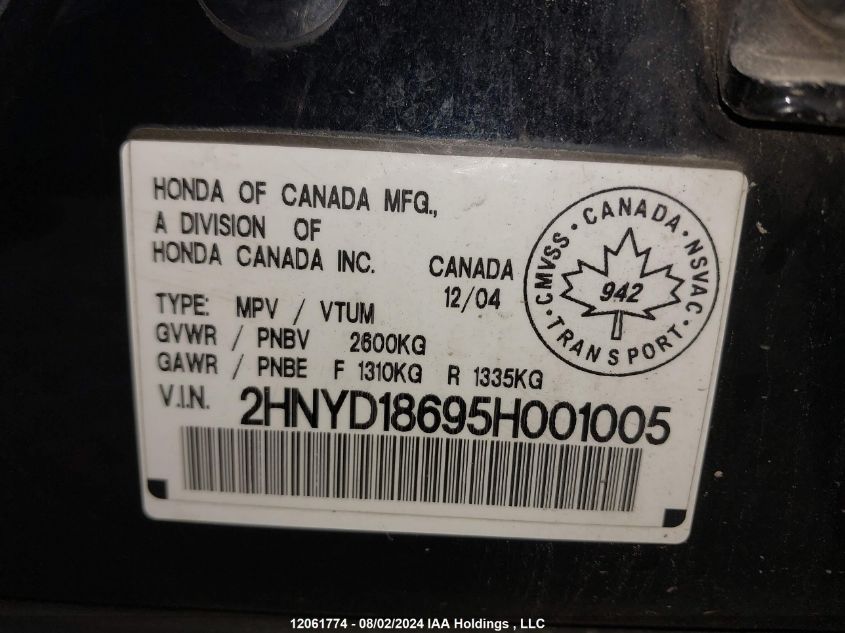 HONDA OF CANADA MFG.,
A DIVISION OF
HONDA CANADA INC.
CANADA
12/04
TYPE: MPV / VTUM
GVWR / PNBV 2600KG
GAWR / PNBE F 1310KG R 1335KG
V.I.N. 2HNYD18695H001005
CMVSS · CANADA · NSVAC
942
· TRANSPORT ·
12061774 - 08/02/2024 IAA Holdings , LLC